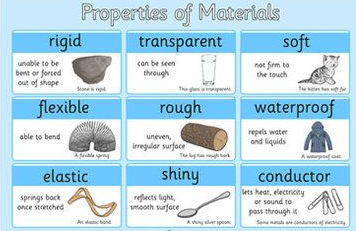 Properties of Materials
rigid
unable to be
bent or forced
out of shape
Stone is rigid.
transparent
can be seen
through
This glass is transparent.
soft
not firm to
the touch
The kitten has soft fur.
flexible
able to bend
A flexible spring
rough
uneven,
irregular surface
The log has rough bark.
waterproof
repels water
and liquids
A waterproof coat.
elastic
springs back
once stretched
An elastic band.
shiny
reflects light,
smooth surface
A shiny silver spoon.
conductor
lets heat, electricity
or sound to
pass through it
Some metals are conductors of electricity.